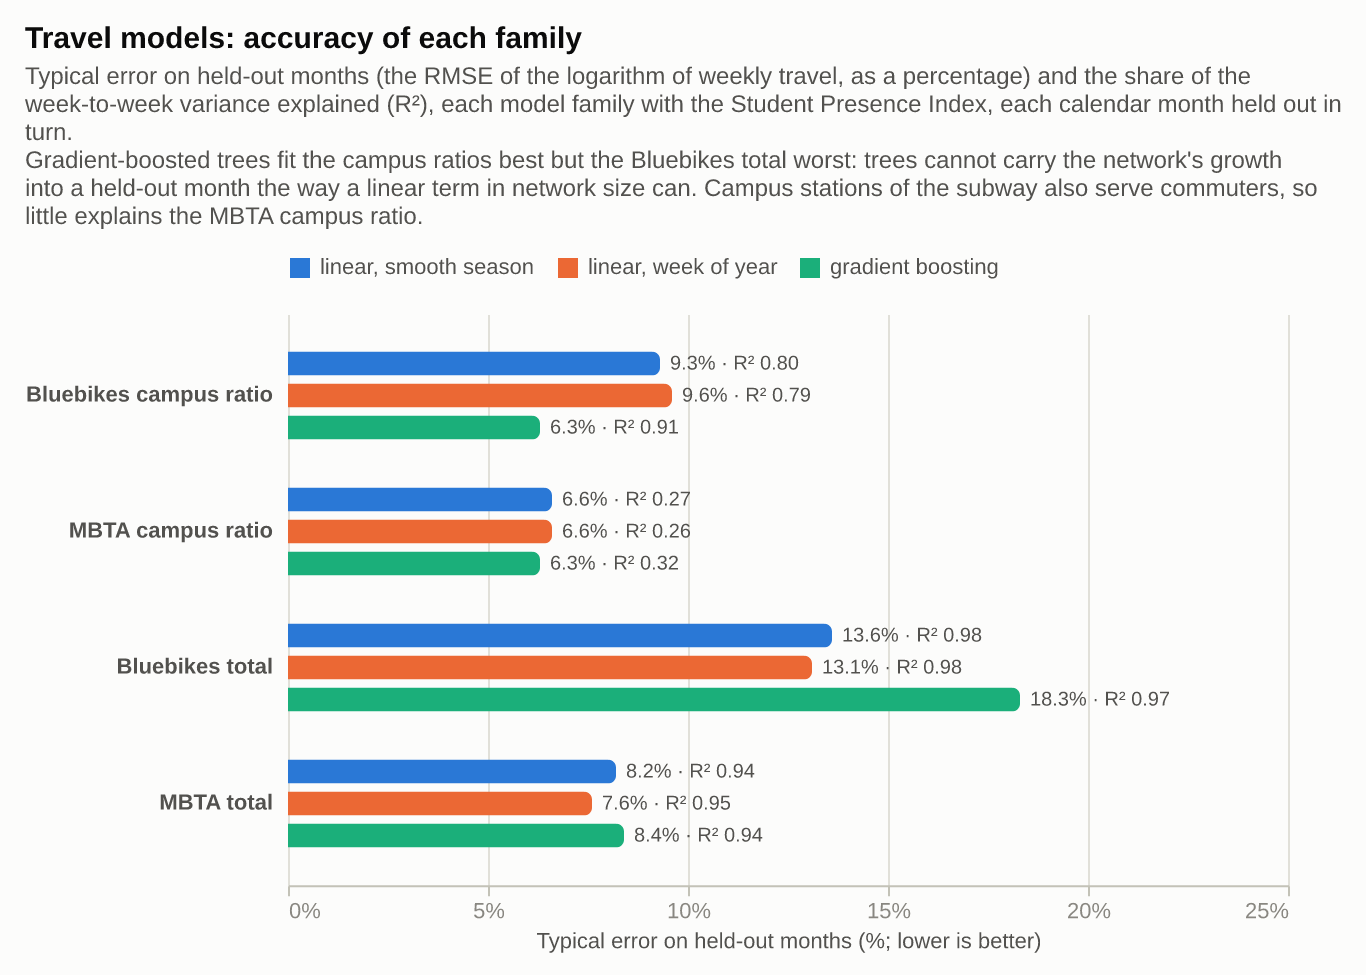 Travel models: accuracy of each family
Typical error on held-out months (the RMSE of the logarithm of weekly travel, as a percentage) and the share of the
week-to-week variance explained (R²), each model family with the Student Presence Index, each calendar month held out in
turn.
Gradient-boosted trees fit the campus ratios best but the Bluebikes total worst: trees cannot carry the network's growth
into a held-out month the way a linear term in network size can. Campus stations of the subway also serve commuters, so
little explains the MBTA campus ratio.
linear, smooth season
linear, week of year
gradient boosting
Bluebikes campus ratio
9.3% · R² 0.80
9.6% · R² 0.79
6.3% · R² 0.91
MBTA campus ratio
6.6% · R² 0.27
6.6% · R² 0.26
6.3% · R² 0.32
Bluebikes total
13.6% · R² 0.98
13.1% · R² 0.98
18.3% · R² 0.97
MBTA total
8.2% · R² 0.94
7.6% · R² 0.95
8.4% · R² 0.94
0% 5% 10% 15% 20% 25%
Typical error on held-out months (%; lower is better)